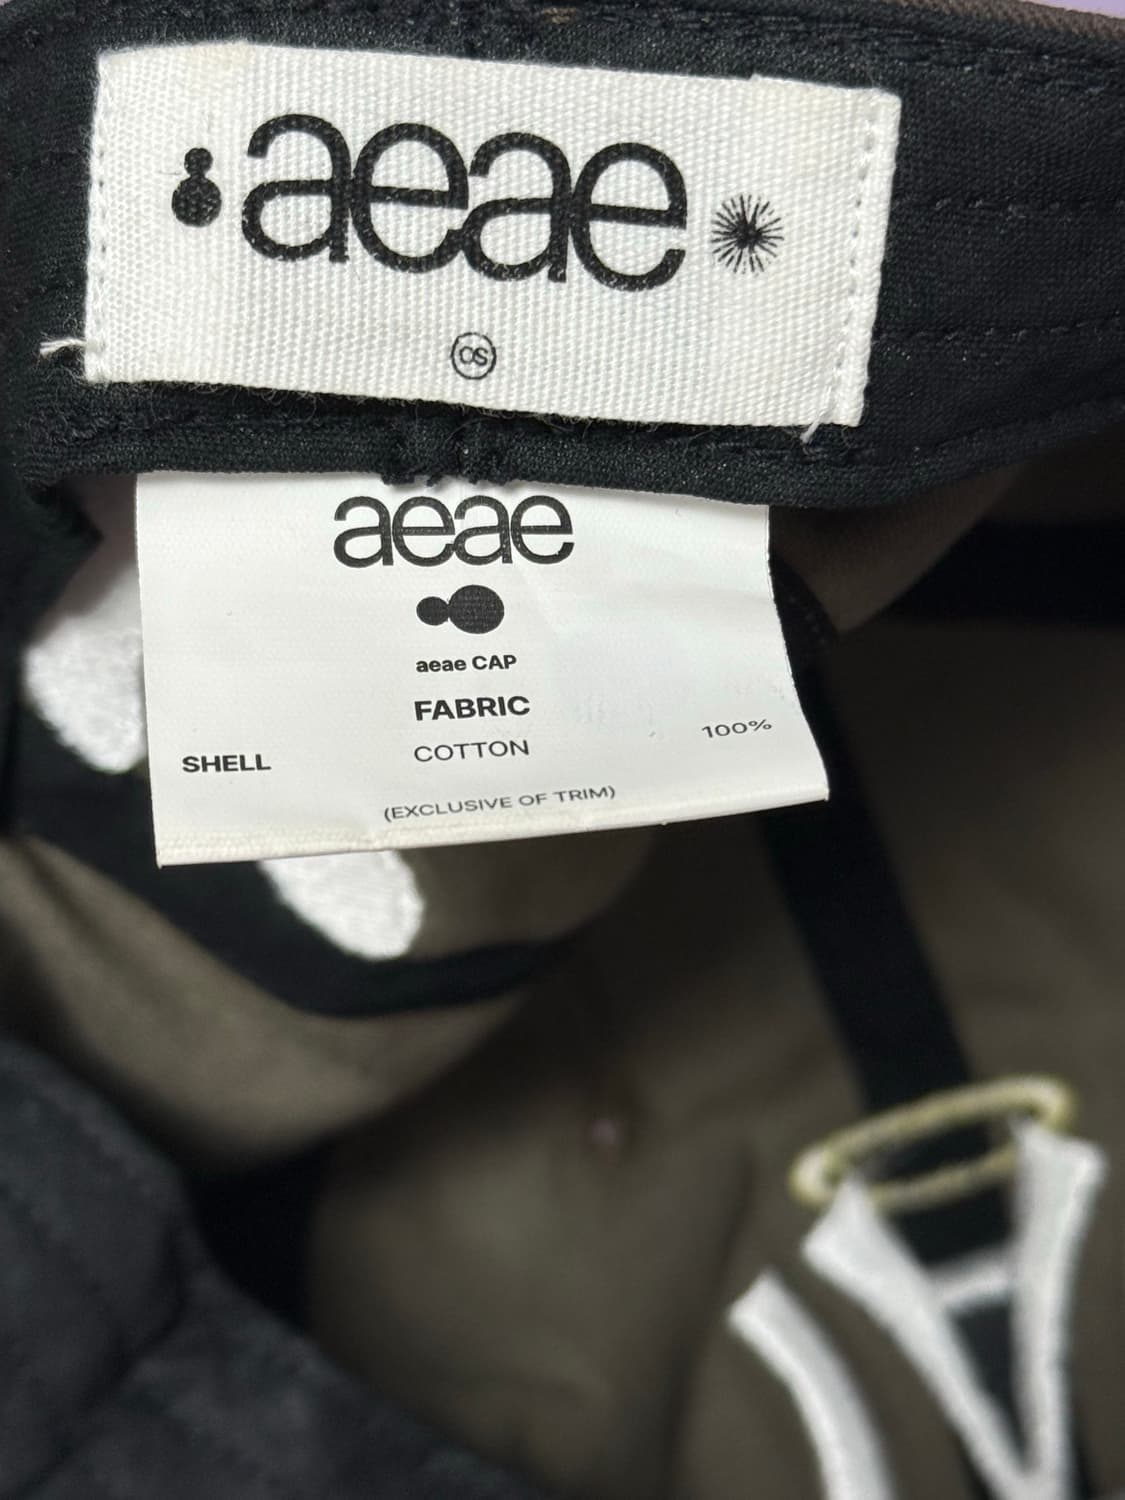 aeae
OS
aeae
aeae CAP
FABRIC
SHELL COTTON 100%
(EXCLUSIVE OF TRIM)